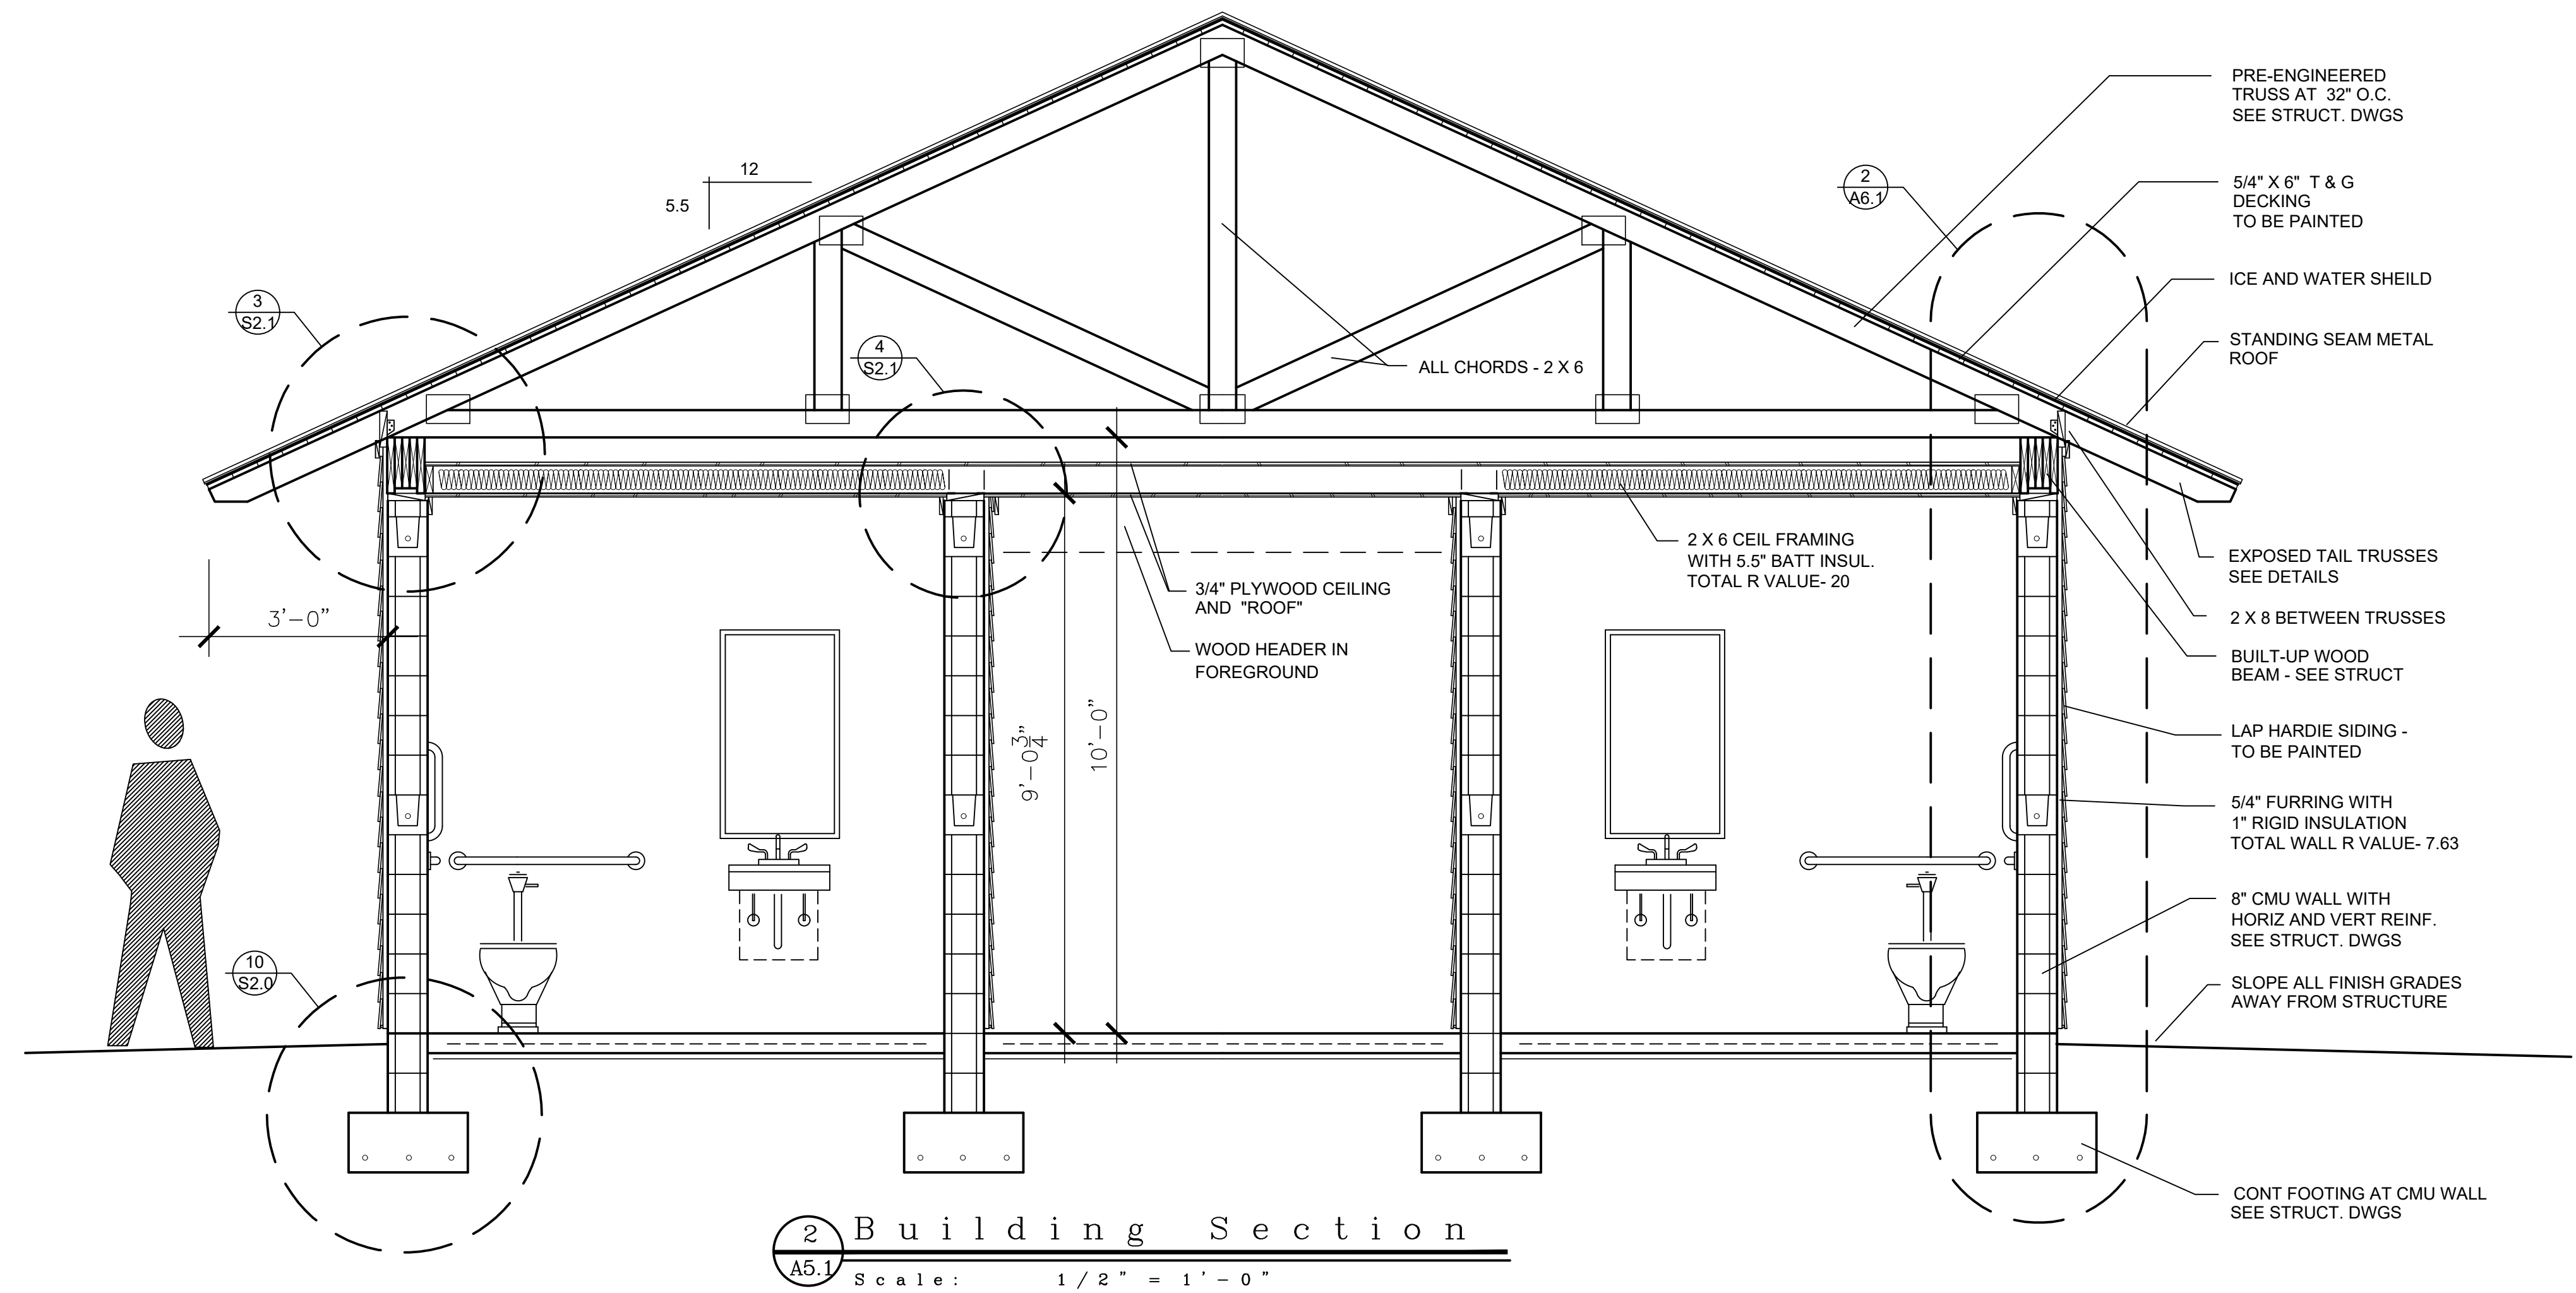 PRE-ENGINEERED
TRUSS AT 32" O.C.
SEE STRUCT. DWGS
12
5.5
2
A6.1
5/4" X 6" T & G
DECKING
TO BE PAINTED
ICE AND WATER SHEILD
3
S2.1
4
S2.1
STANDING SEAM METAL
ROOF
ALL CHORDS - 2 X 6
2 X 6 CEIL FRAMING
WITH 5.5" BATT INSUL.
TOTAL R VALUE- 20
EXPOSED TAIL TRUSSES
SEE DETAILS
3'-0"
3/4" PLYWOOD CEILING
AND "ROOF"
2 X 8 BETWEEN TRUSSES
WOOD HEADER IN
FOREGROUND
BUILT-UP WOOD
BEAM - SEE STRUCT
9'-0 3/4"
10'-0"
LAP HARDIE SIDING -
TO BE PAINTED
5/4" FURRING WITH
1" RIGID INSULATION
TOTAL WALL R VALUE- 7.63
8" CMU WALL WITH
HORIZ AND VERT REINF.
SEE STRUCT. DWGS
10
S2.0
SLOPE ALL FINISH GRADES
AWAY FROM STRUCTURE
CONT FOOTING AT CMU WALL
SEE STRUCT. DWGS
2
A5.1
Building Section
Scale: 1/2" = 1'-0"